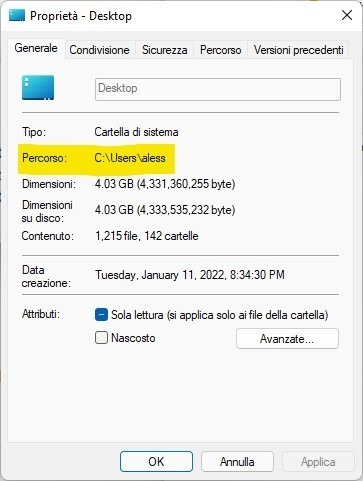 Proprietà - Desktop
Generale Condivisione Sicurezza Percorso Versioni precedenti
Desktop
Tipo: Cartella di sistema
Percorso: C:\Users\aless
Dimensioni: 4.03 GB (4,331,360,255 byte)
Dimensioni
su disco: 4.03 GB (4,333,535,232 byte)
Contenuto: 1,215 file, 142 cartelle
Data
creazione: Tuesday, January 11, 2022, 8:34:30 PM
Attributi: Sola lettura (si applica solo ai file della cartella)
Nascosto Avanzate...
OK Annulla Applica